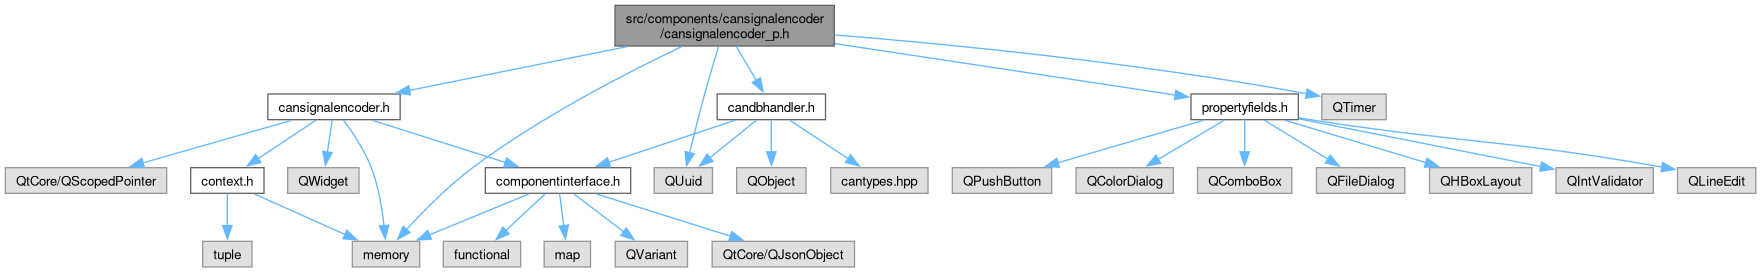 src/components/cansignalencoder
/cansignalencoder_p.h
cansignalencoder.h
candbhandler.h
propertyfields.h
QTimer
QtCore/QScopedPointer
context.h
QWidget
componentinterface.h
QUuid
QObject
cantypes.hpp
QPushButton
QColorDialog
QComboBox
QFileDialog
QHBoxLayout
QIntValidator
QLineEdit
tuple
memory
functional
map
QVariant
QtCore/QJsonObject